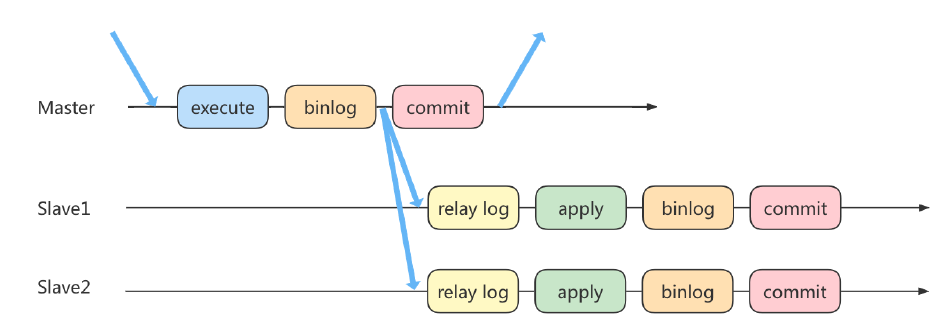 Master execute binlog commit
Slave1 relay log apply binlog commit
Slave2 relay log apply binlog commit